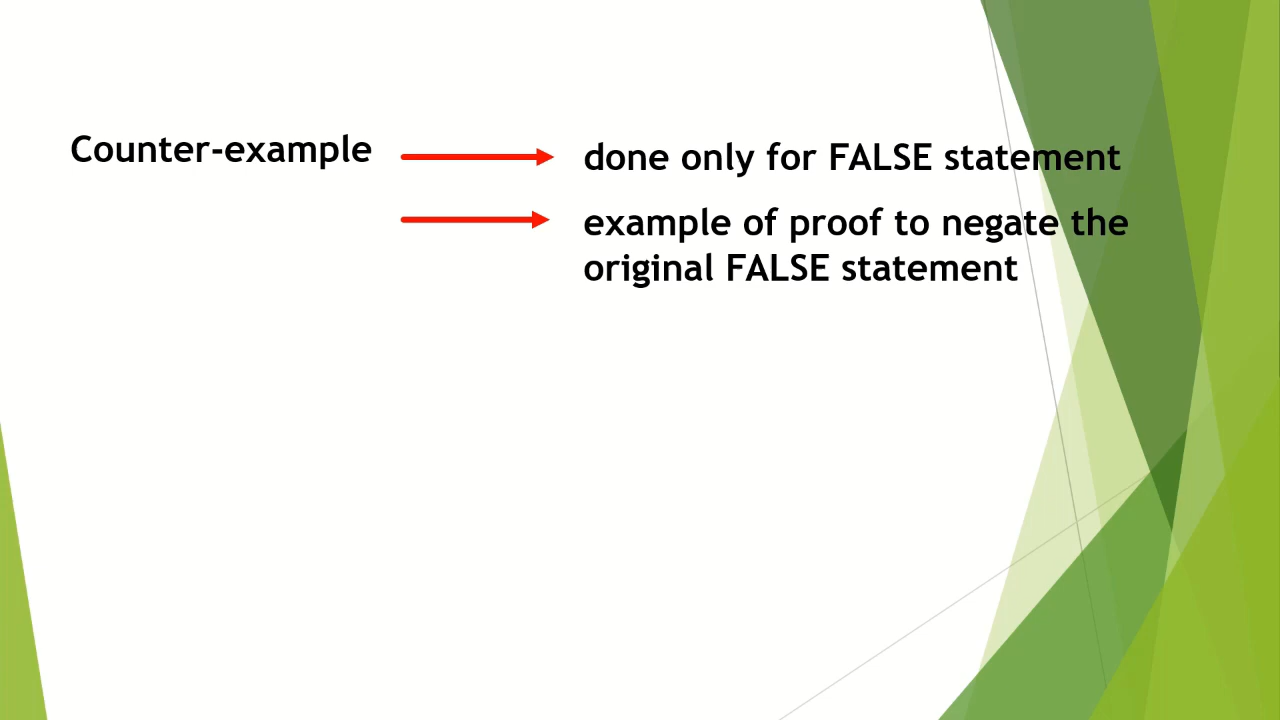 Counter-example
done only for FALSE statement
example of proof to negate the
original FALSE statement